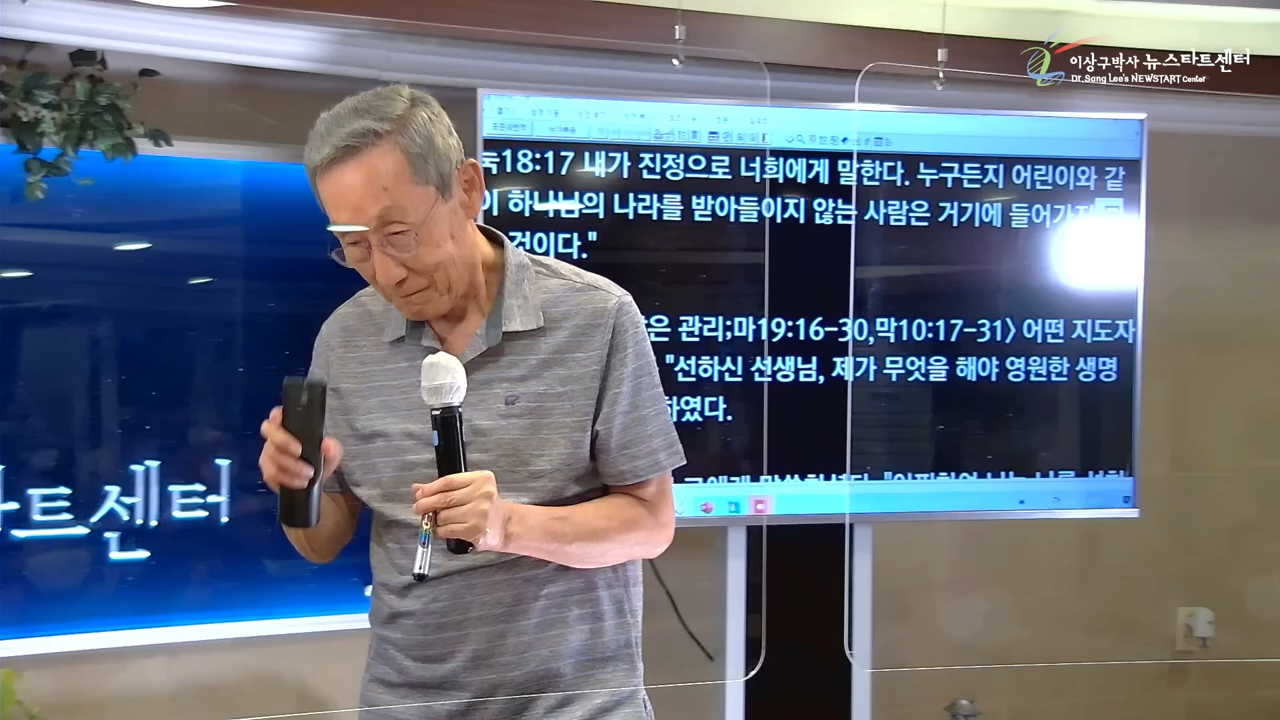 이상구박사 뉴스타트센터
Dr. Sang Lee's NEWSTART Center
눅18:17 내가 진정으로 너희에게 말한다. 누구든지 어린이와 같
이 하나님의 나라를 받아들이지 않는 사람은 거기에 들어가지
것이다."
은 관리;마19:16-30,막10:17-31> 어떤 지도자
"선하신 선생님, 제가 무엇을 해야 영원한 생명
하였다.
타트센터